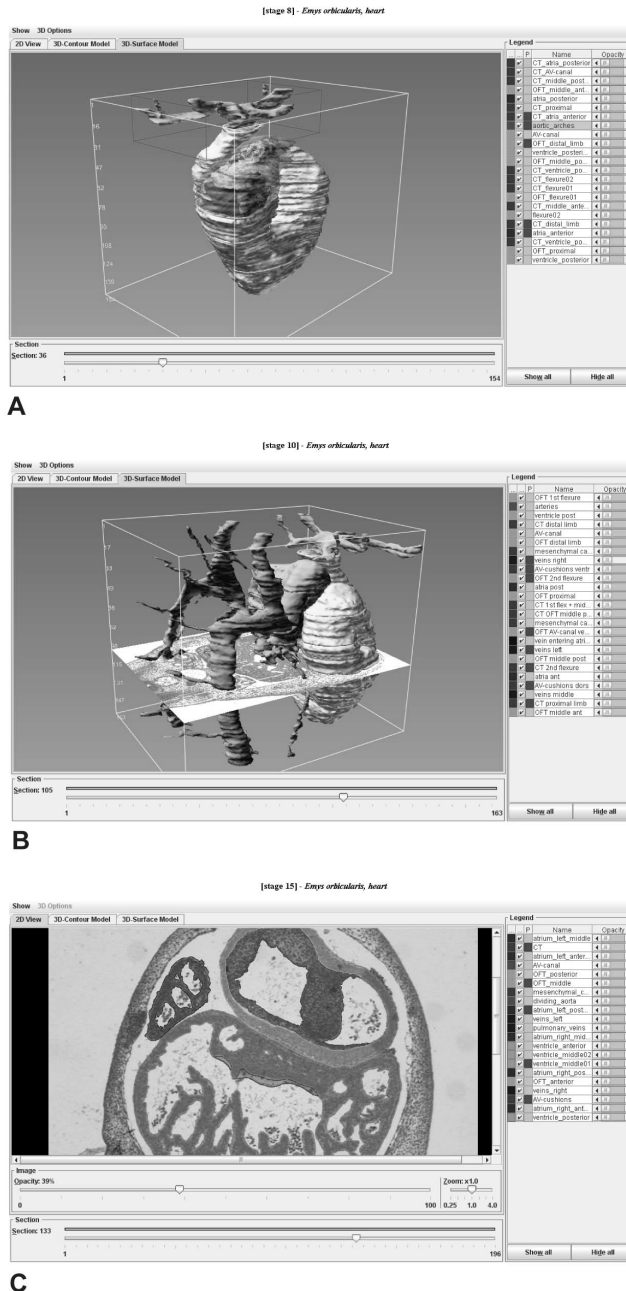 [stage 8] - Emys orbicularis, heart
Show 3D Options
2D View 3D-Contour Model 3D-Surface Model
Legend
P Name Opacity
CT_atria_posterior
CT_AV-canal
CT_middle_post...
OFT_middle_ant...
atria_posterior
CT_proximal
CT_atria_anterior
aortic_arches
AV-canal
OFT_distal_limb
ventricle_posteri...
OFT_middle_po...
CT_ventricle_po...
CT_flexure02
CT_flexure01
OFT_flexure01
CT_middle_ante...
flexure02
CT_distal_limb
atria_anterior
CT_ventricle_po...
OFT_proximal
ventricle_posterior
Section
Section: 36
1 154
Show all Hide all
A
[stage 10] - Emys orbicularis, heart
Show 3D Options
2D View 3D-Contour Model 3D-Surface Model
Legend
P Name Opacity
OFT 1st flexure
arteries
ventricle post
CT distal limb
AV-canal
OFT distal limb
mesenchymal ca...
veins right
AV-cushions ventr
OFT 2nd flexure
atria post
OFT proximal
CT 1st flex + mid...
CT OFT middle p...
mesenchymal ca...
OFT AV-canal ve...
vein entering atri...
veins left
OFT middle post
CT 2nd flexure
atria ant
AV-cushions dors
veins middle
CT proximal limb
OFT middle ant
Section
Section: 105
1 163
Show all Hide all
B
[stage 15] - Emys orbicularis, heart
Show 3D Options
2D View 3D-Contour Model 3D-Surface Model
Legend
P Name Opacity
atrium_left_middle
CT
atrium_left_anter...
AV-canal
OFT_posterior
OFT_middle
mesenchymal_c...
dividing_aorta
atrium_left_post...
veins_left
pulmonary_veins
atrium_right_mid...
ventricle_anterior
ventricle_middle02
ventricle_middle01
atrium_right_pos...
OFT_anterior
veins_right
AV-cushions
atrium_right_ant...
ventricle_posterior
Image
Opacity: 39% Zoom: x1.0
0 100 0.25 1.0 4.0
Section
Section: 133
1 196
Show all Hide all
C